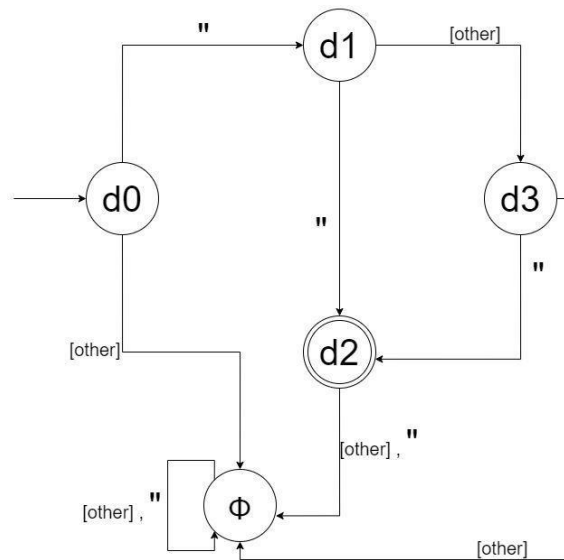 "
d1
[other]
d0
d3
"
"
[other]
d2
[other] , "
[other] , "
Φ
[other]